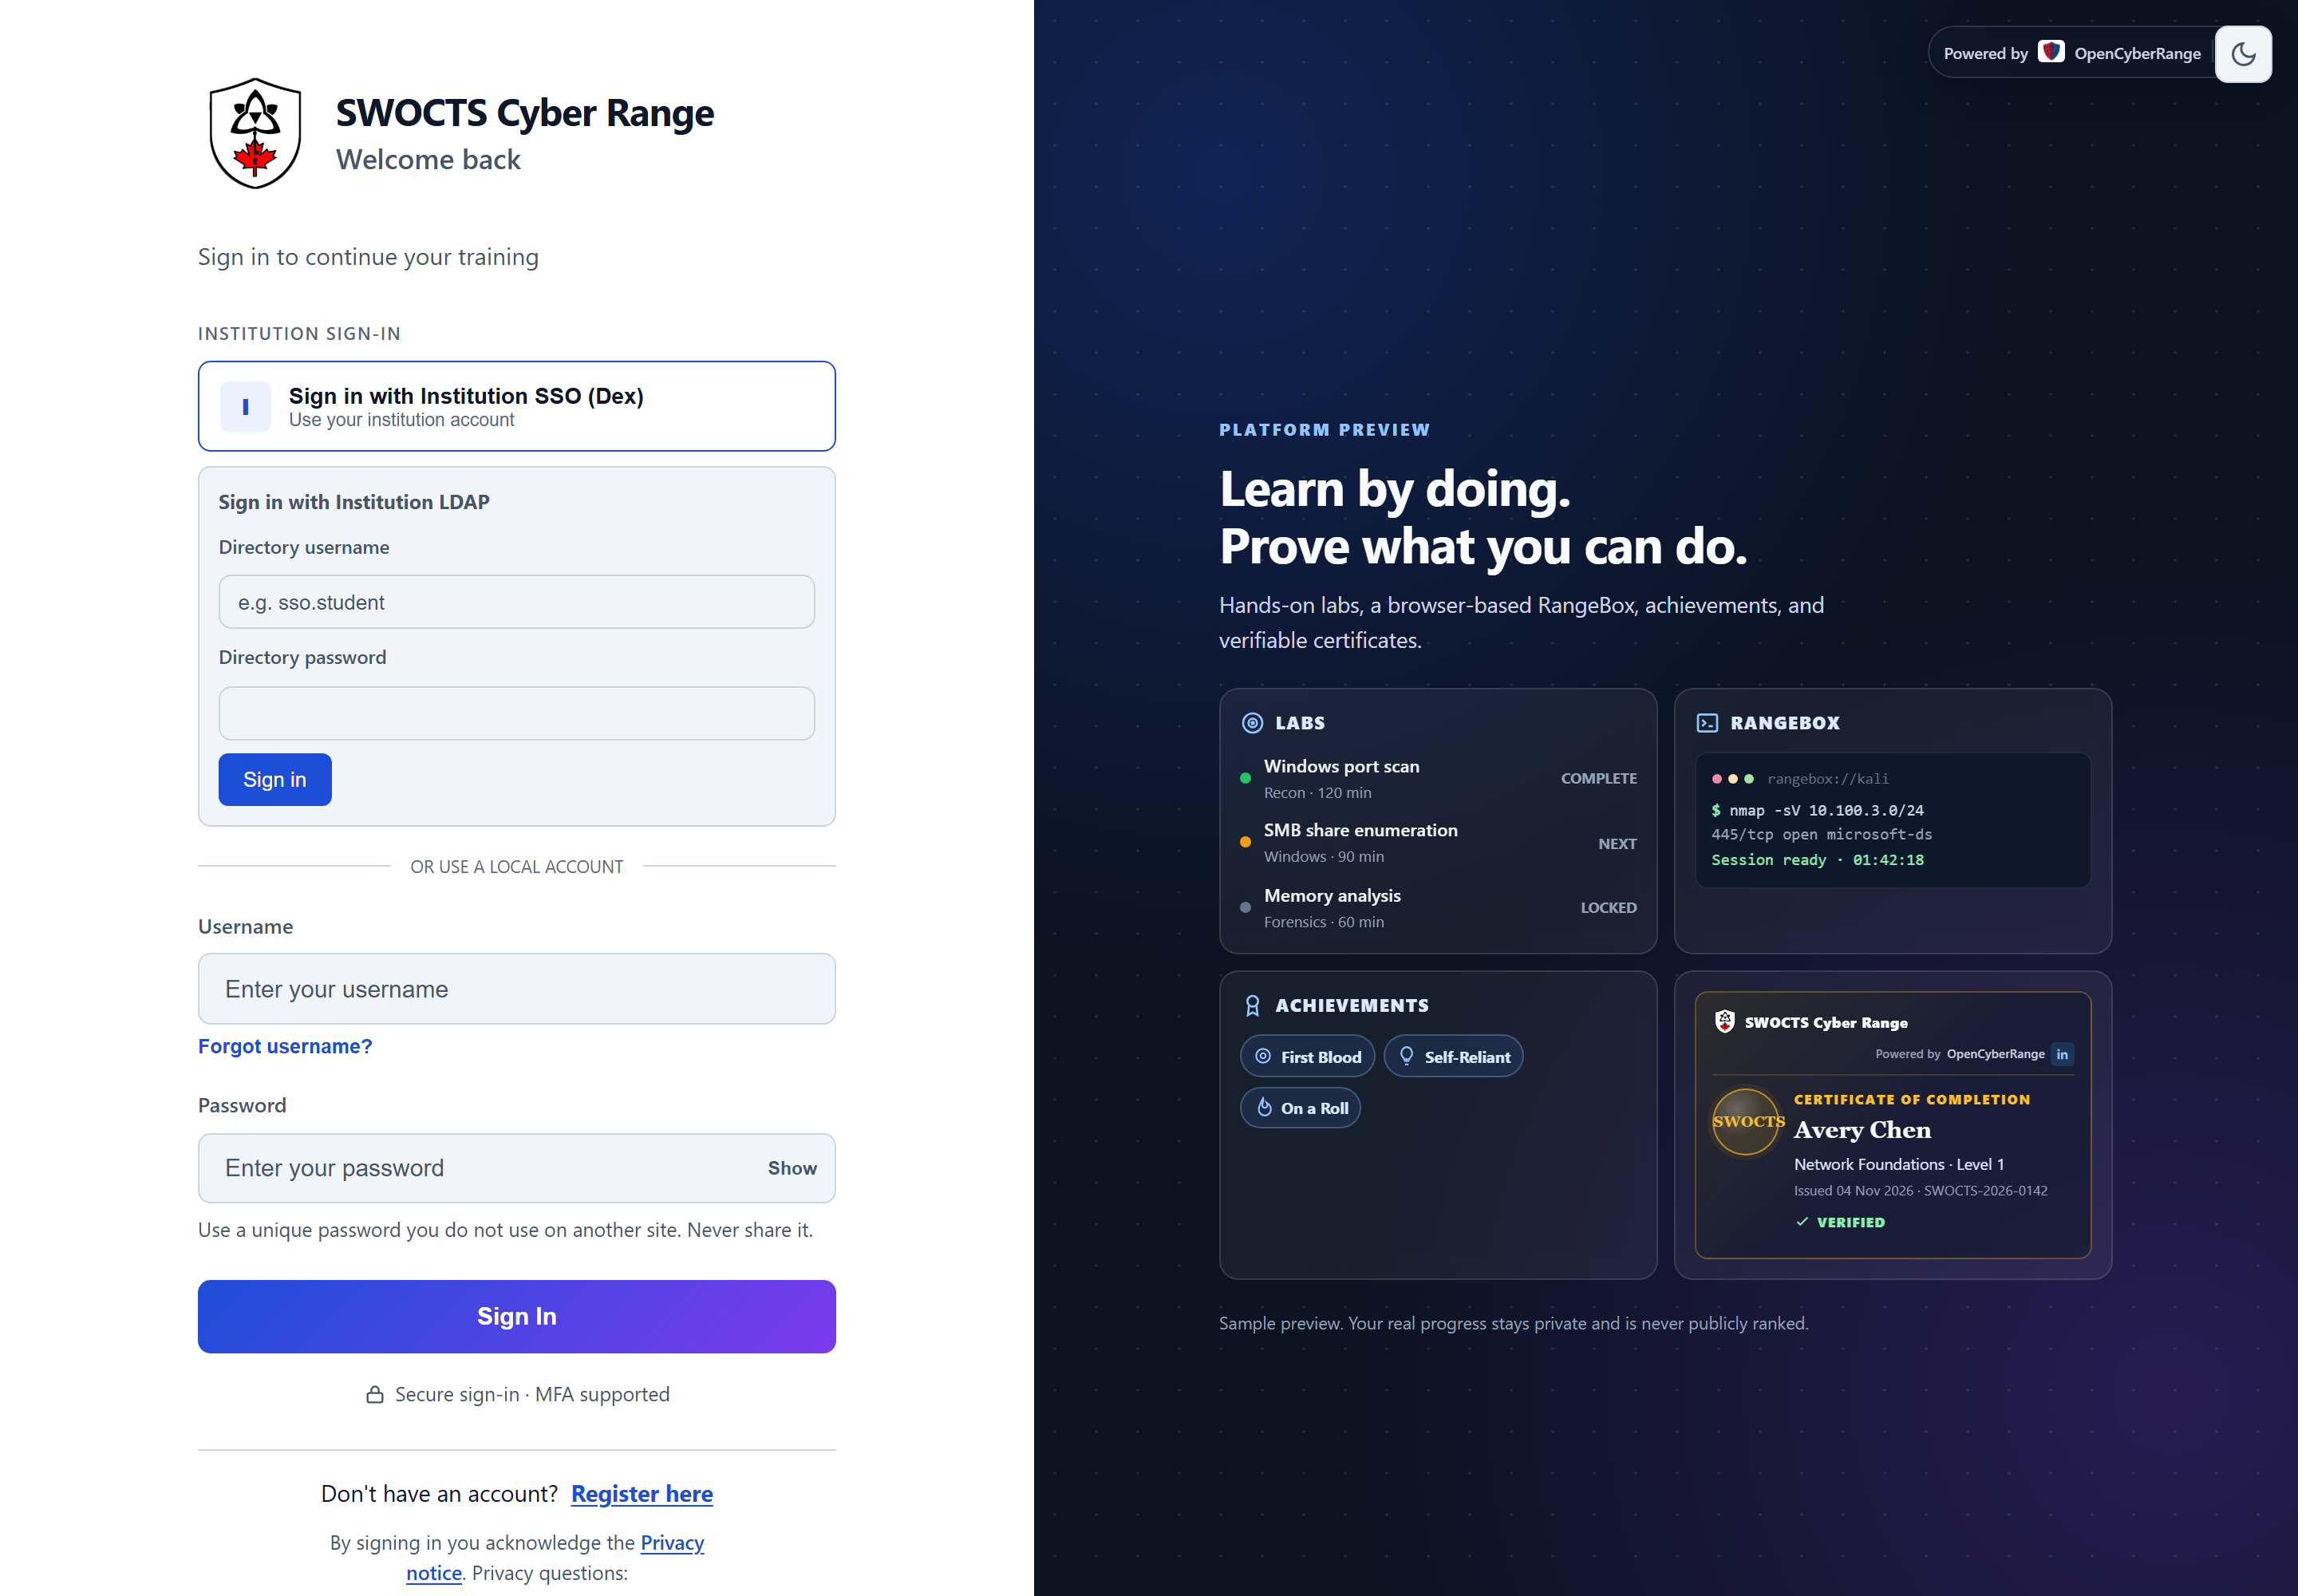 SWOCTS Cyber Range
Welcome back
Sign in to continue your training
INSTITUTION SIGN-IN
I
Sign in with Institution SSO (Dex)
Use your institution account
Sign in with Institution LDAP
Directory username
e.g. sso.student
Directory password
Sign in
OR USE A LOCAL ACCOUNT
Username
Enter your username
Forgot username?
Password
Enter your password
Show
Use a unique password you do not use on another site. Never share it.
Sign In
Secure sign-in · MFA supported
Don't have an account? Register here
By signing in you acknowledge the Privacy
notice. Privacy questions:
Powered by OpenCyberRange
PLATFORM PREVIEW
Learn by doing.
Prove what you can do.
Hands-on labs, a browser-based RangeBox, achievements, and
verifiable certificates.
LABS
Windows port scan
Recon · 120 min
COMPLETE
SMB share enumeration
Windows · 90 min
NEXT
Memory analysis
Forensics · 60 min
LOCKED
RANGEBOX
rangebox://kali
$ nmap -sV 10.100.3.0/24
445/tcp open microsoft-ds
Session ready · 01:42:18
ACHIEVEMENTS
First Blood
Self-Reliant
On a Roll
SWOCTS Cyber Range
Powered by OpenCyberRange in
SWOCTS
CERTIFICATE OF COMPLETION
Avery Chen
Network Foundations · Level 1
Issued 04 Nov 2026 · SWOCTS-2026-0142
VERIFIED
Sample preview. Your real progress stays private and is never publicly ranked.